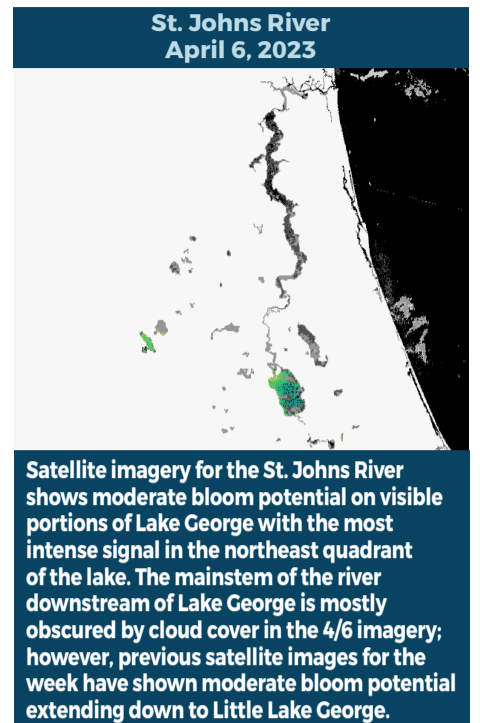 St. Johns River
April 6, 2023
Satellite imagery for the St. Johns River
shows moderate bloom potential on visible
portions of Lake George with the most
intense signal in the northeast quadrant
of the lake. The mainstem of the river
downstream of Lake George is mostly
obscured by cloud cover in the 4/6 imagery;
however, previous satellite images for the
week have shown moderate bloom potential
extending down to Little Lake George.